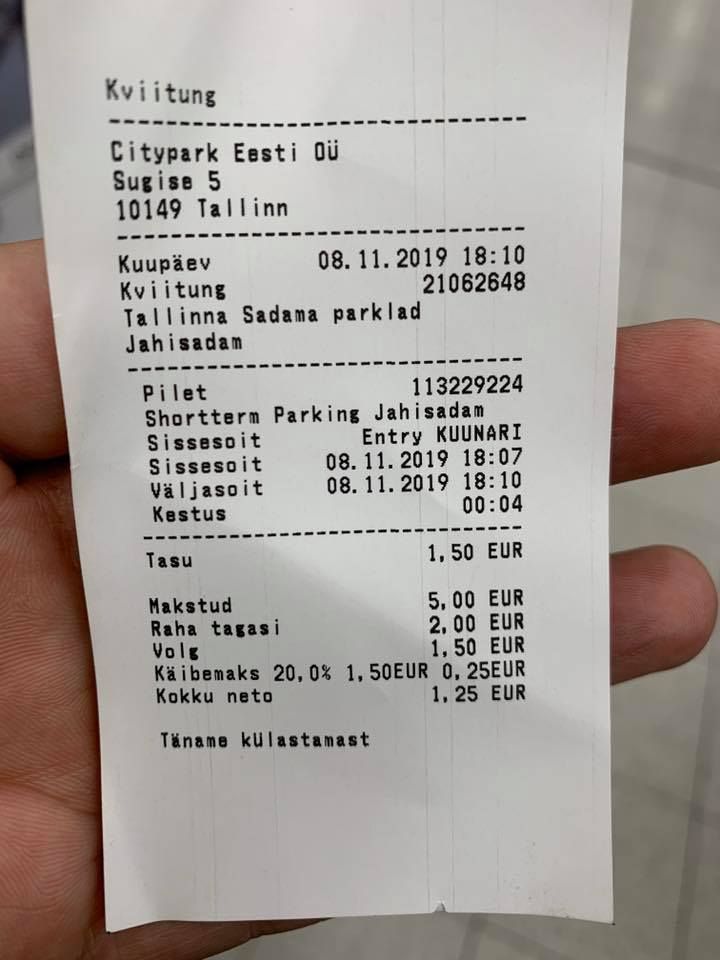 Kviitung
Citypark Eesti OÜ
Sugise 5
10149 Tallinn
Kuupäev 08.11.2019 18:10
Kviitung 21062648
Tallinna Sadama parklad
Jahisadam
Pilet 113229224
Shortterm Parking Jahisadam
Sissesoit Entry KUUNARI
Sissesoit 08.11.2019 18:07
Väljasoit 08.11.2019 18:10
Kestus 00:04
Tasu 1,50 EUR
Makstud 5,00 EUR
Raha tagasi 2,00 EUR
Volg 1,50 EUR
Käibemaks 20,0% 1,50EUR 0,25EUR
Kokku neto 1,25 EUR
Täname külastamast